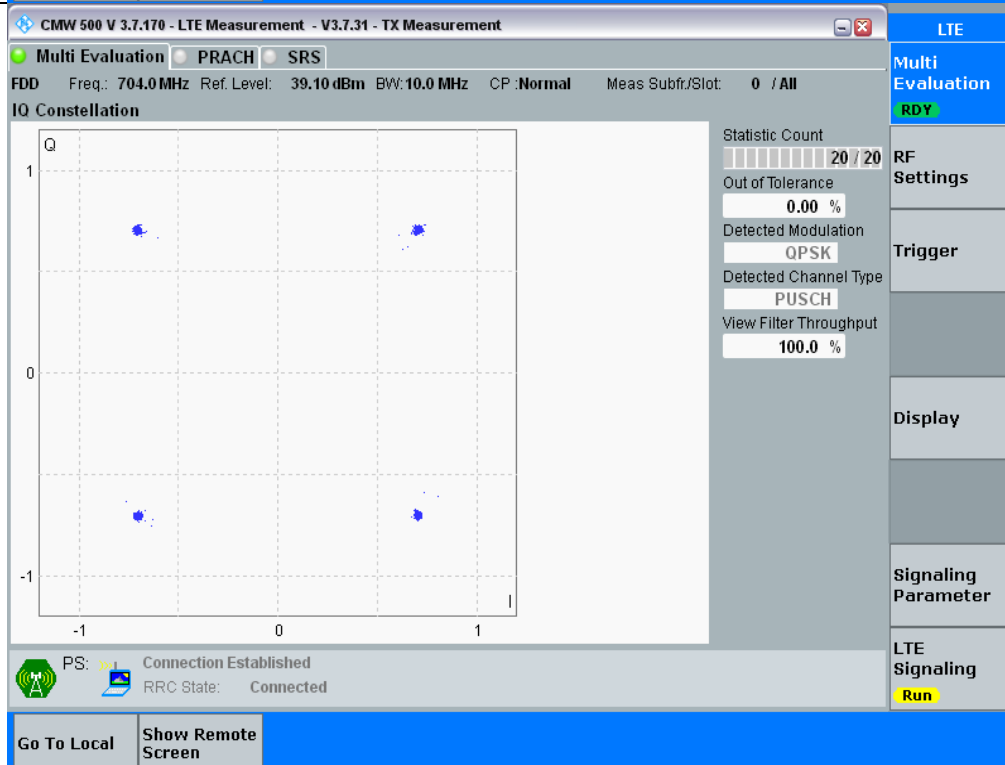 CMW 500 V 3.7.170 - LTE Measurement - V3.7.31 - TX Measurement
LTE
Multi Evaluation PRACH SRS
Multi
Evaluation
RDY
FDD Freq.: 704.0 MHz Ref. Level: 39.10 dBm BW: 10.0 MHz CP :Normal Meas Subfr./Slot: 0 / All
IQ Constellation
Q
1
0
-1
I
-1 0 1
Statistic Count
20 / 20
Out of Tolerance
0.00 %
Detected Modulation
QPSK
Detected Channel Type
PUSCH
View Filter Throughput
100.0 %
RF
Settings
Trigger
Display
Signaling
Parameter
LTE
Signaling
Run
PS: Connection Established
RRC State: Connected
Go To Local
Show Remote
Screen